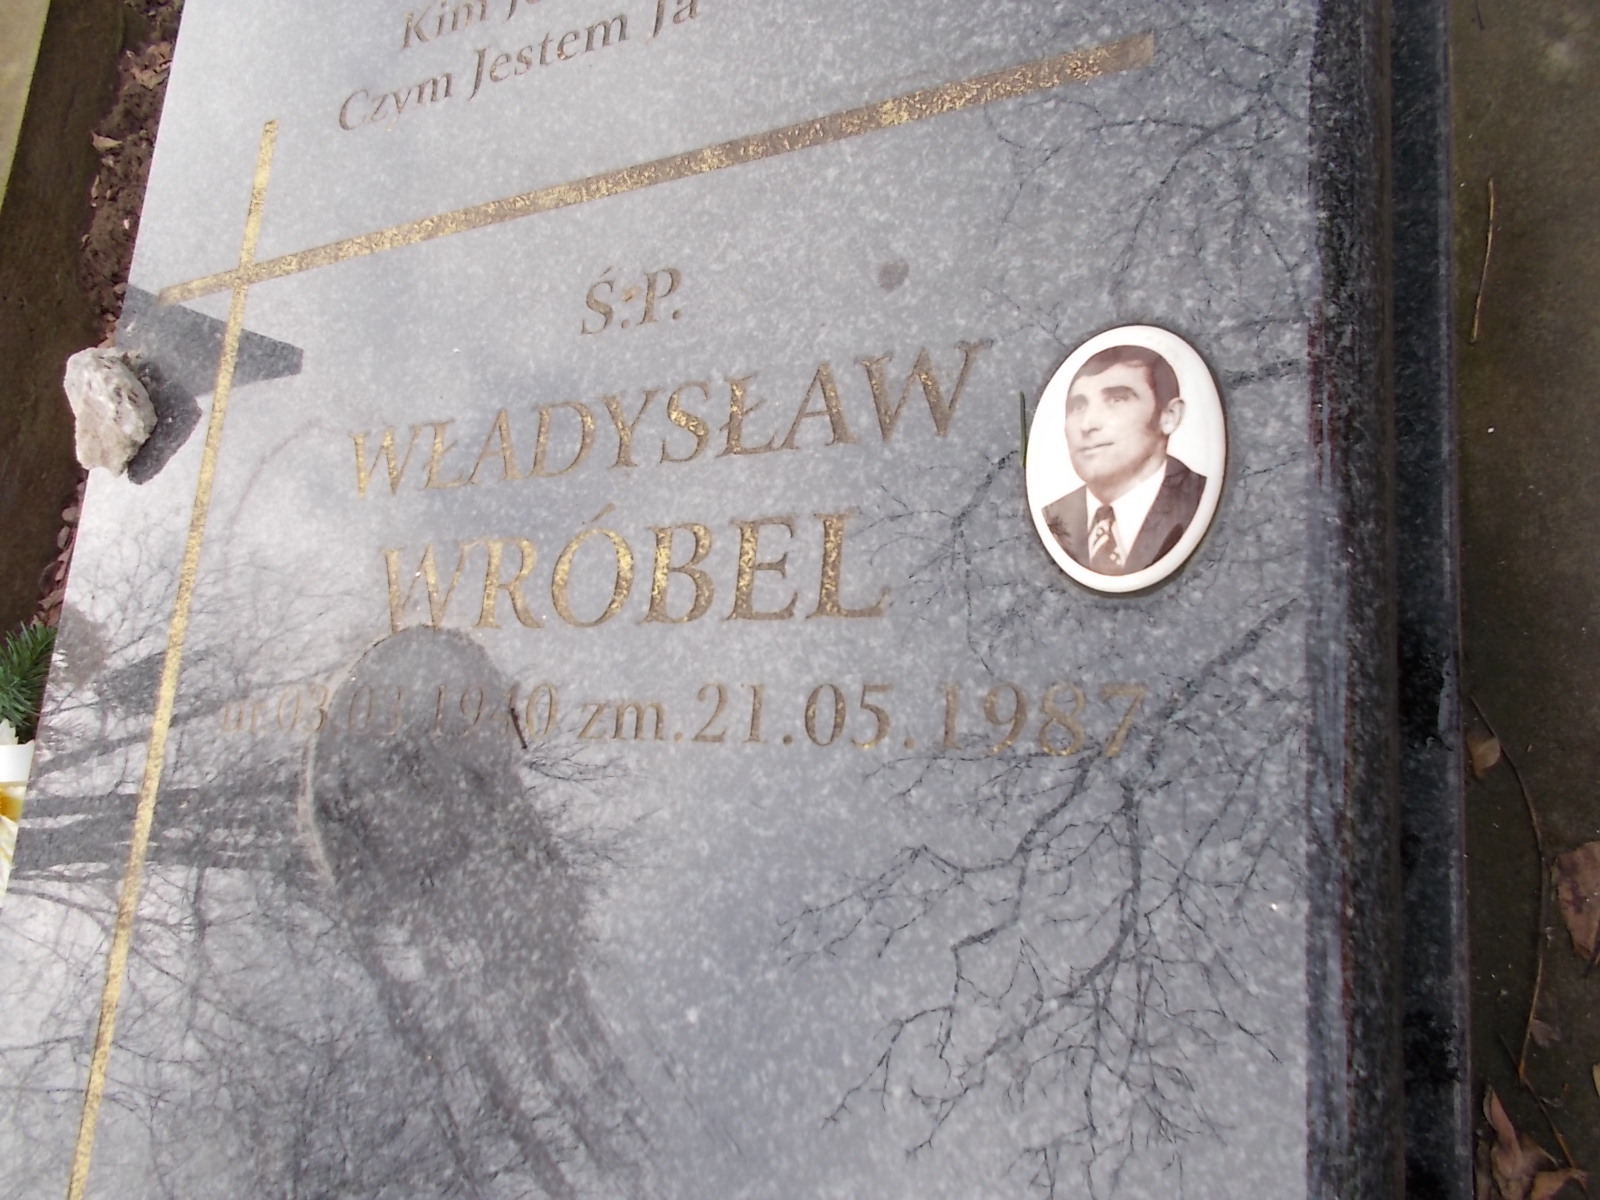 Kim
Czym Jestem Ja
Ś.P.
WŁADYSŁAW
WRÓBEL
ur.03.03.1940 zm.21.05.1987